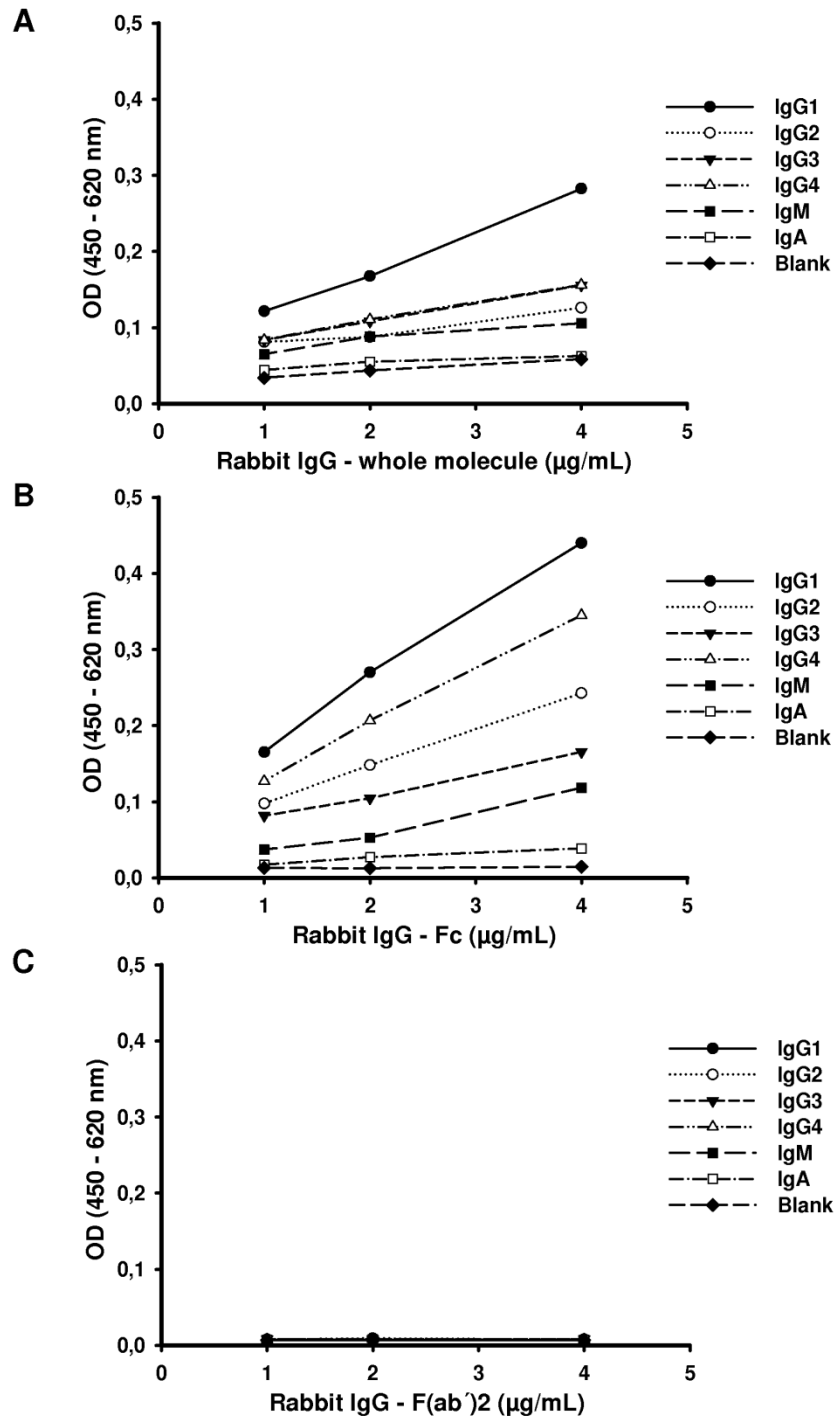 A
OD (450 - 620 nm)
0,5
0,4
0,3
0,2
0,1
0,0
0 1 2 3 4 5
Rabbit IgG - whole molecule (µg/mL)
IgG1
IgG2
IgG3
IgG4
IgM
IgA
Blank
B
OD (450 - 620 nm)
0,5
0,4
0,3
0,2
0,1
0,0
0 1 2 3 4 5
Rabbit IgG - Fc (µg/mL)
IgG1
IgG2
IgG3
IgG4
IgM
IgA
Blank
C
OD (450 - 620 nm)
0,5
0,4
0,3
0,2
0,1
0,0
0 1 2 3 4 5
Rabbit IgG - F(ab´)2 (µg/mL)
IgG1
IgG2
IgG3
IgG4
IgM
IgA
Blank